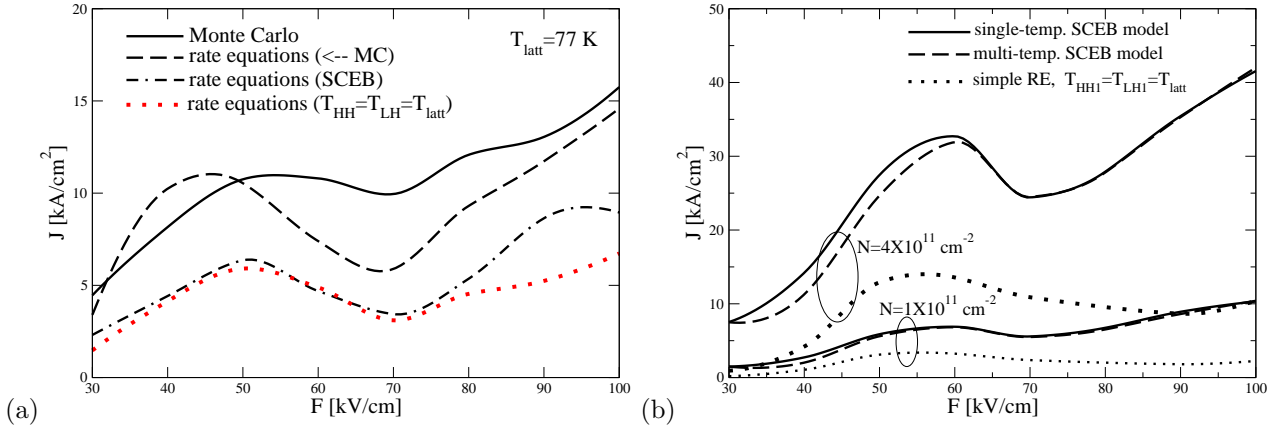 Monte Carlo
rate equations (<-- MC)
rate equations (SCEB)
rate equations (T_HH=T_LH=T_latt)
T_latt=77 K
J [kA/cm^2]
20
15
10
5
0
30 40 50 60 70 80 90 100
F [kV/cm]
(a)
single-temp. SCEB model
multi-temp. SCEB model
simple RE, T_HH1=T_LH1=T_latt
N=4X10^11 cm^-2
N=1X10^11 cm^-2
J [kA/cm^2]
50
40
30
20
10
0
30 40 50 60 70 80 90 100
F [kV/cm]
(b)